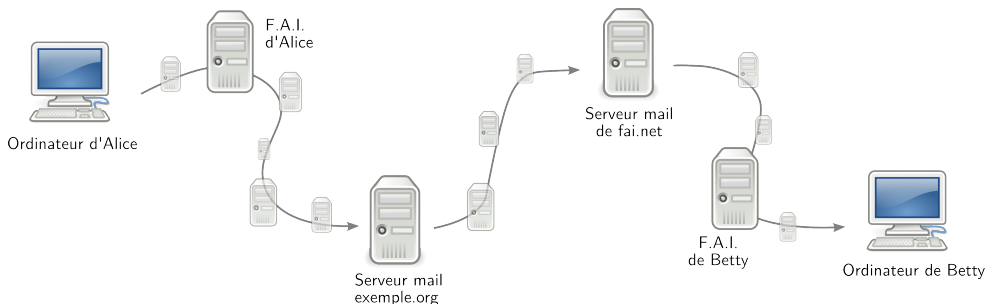 Ordinateur d'Alice
F.A.I.
d'Alice
Serveur mail
exemple.org
Serveur mail
de fai.net
F.A.I.
de Betty
Ordinateur de Betty